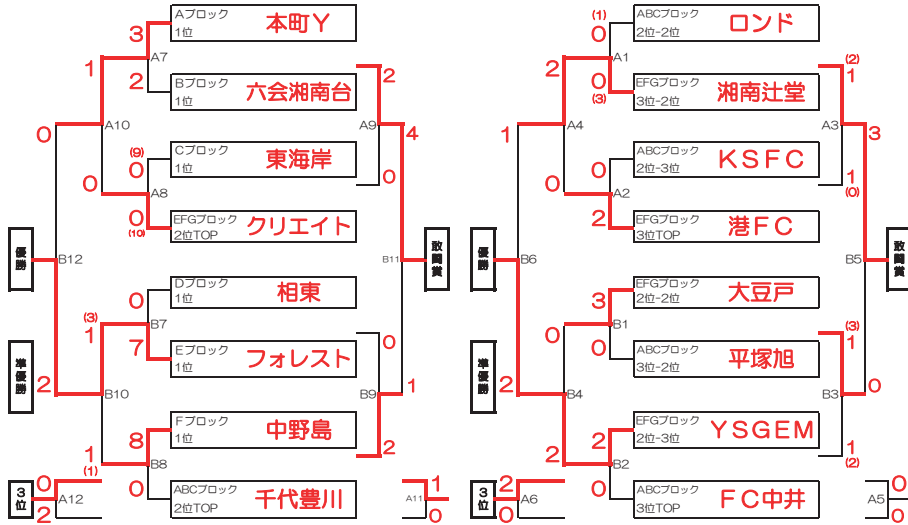 3
Aブロック
1位
本町Y
A7
1
2
Bブロック
1位
六会湘南台
2
0
A10
A9
4
(9)
0
Cブロック
1位
東海岸
0
A8
0
0
(10)
EFGブロック
2位TOP
クリエイト
優勝
B12
B11
敢闘賞
0
Dブロック
1位
相東
(3)
1
B7
7
Eブロック
1位
フォレスト
0
準優勝
2
B10
B9
1
8
Fブロック
1位
中野島
2
1
(1)
B8
0
ABCブロック
2位TOP
千代豊川
3位
0
A12
2
1
A11
0
(1)
0
ABCブロック
2位-2位
ロンド
2
A1
0
(3)
EFGブロック
3位-2位
湘南辻堂
(2)
1
1
A4
A3
3
0
ABCブロック
2位-3位
KSFC
1
(0)
0
A2
2
EFGブロック
3位TOP
港FC
優勝
B6
B5
敢闘賞
3
EFGブロック
2位-2位
大豆戸
0
B1
0
ABCブロック
3位-2位
平塚旭
(3)
1
準優勝
2
B4
B3
0
2
EFGブロック
2位-3位
YSGEM
1
(2)
2
B2
0
ABCブロック
3位TOP
FC中井
3位
2
A6
0
0
A5
0